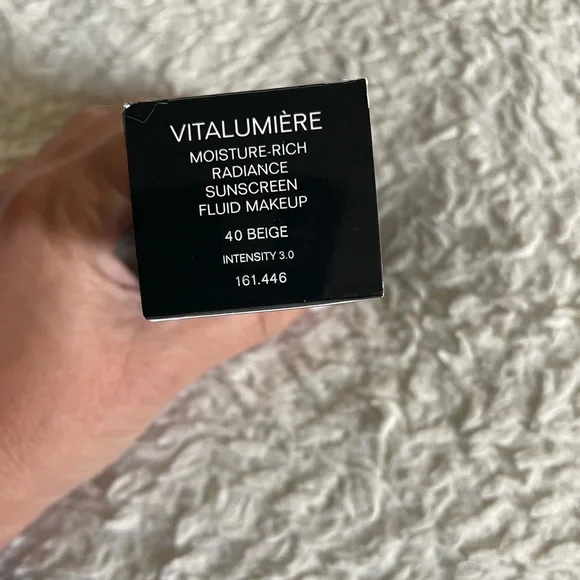 VITALUMIÈRE
MOISTURE-RICH
RADIANCE
SUNSCREEN
FLUID MAKEUP
40 BEIGE
INTENSITY 3.0
161.446